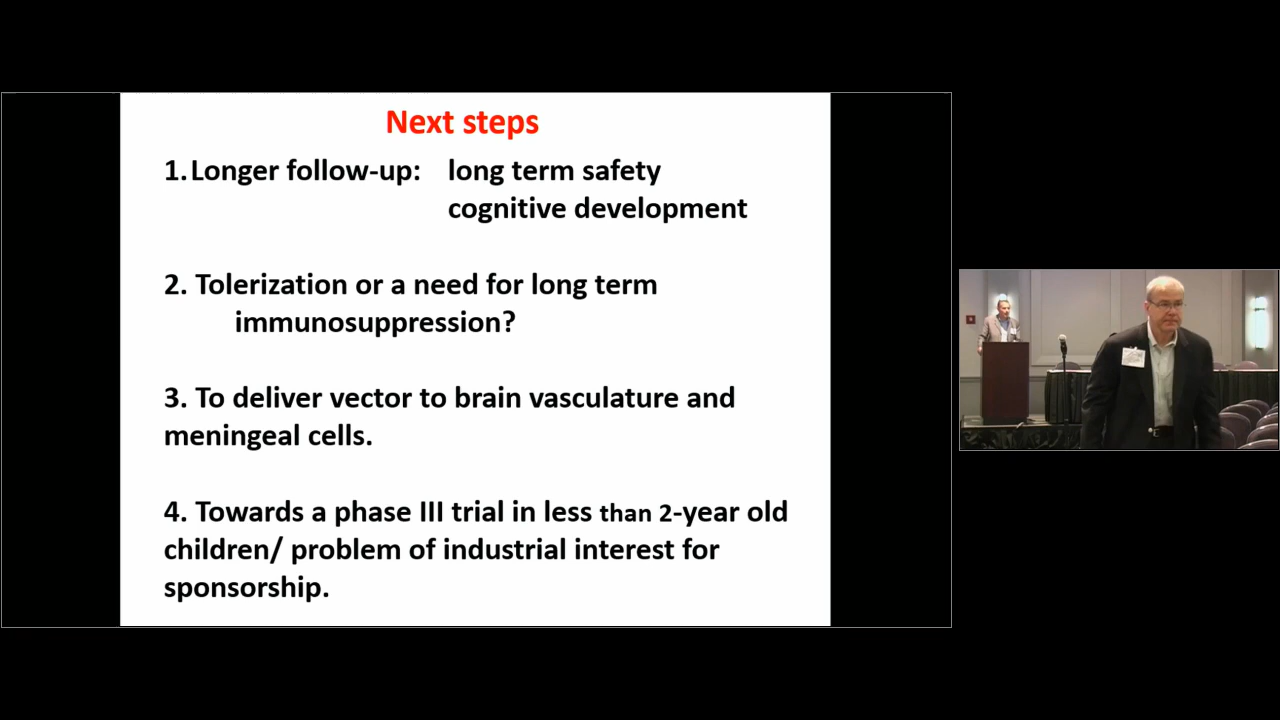 Next steps
1. Longer follow-up: long term safety
cognitive development
2. Tolerization or a need for long term
immunosuppression?
3. To deliver vector to brain vasculature and
meningeal cells.
4. Towards a phase III trial in less than 2-year old
children/ problem of industrial interest for
sponsorship.